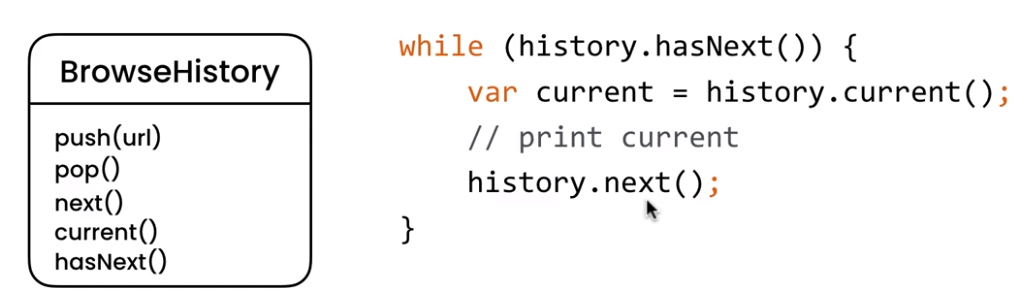 BrowseHistory
push(url)
pop()
next()
current()
hasNext()
while (history.hasNext()) {
    var current = history.current();
    // print current
    history.next();
}